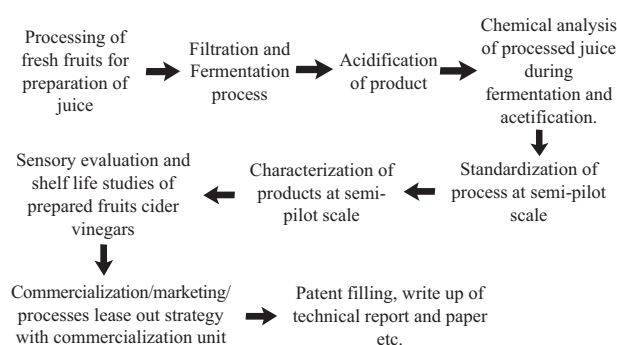 Processing of
fresh fruits for
preparation of
juice
Filtration and
Fermentation
process
Acidification
of product
Chemical analysis
of processed juice
during
fermentation and
acetification.
Standardization of
process at semi-pilot
scale
Characterization of
products at semi-
pilot scale
Sensory evaluation and
shelf life studies of
prepared fruits cider
vinegars
Commercialization/marketing/
processes lease out strategy
with commercialization unit
Patent filling, write up of
technical report and paper
etc.